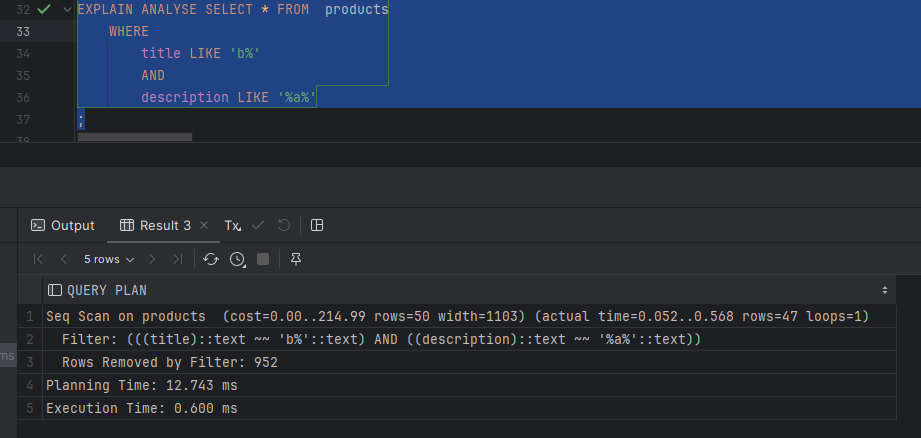 32 EXPLAIN ANALYSE SELECT * FROM  products
33 WHERE
34 title LIKE 'b%'
35 AND
36 description LIKE '%a%'
37 ;
38
Output Result 3 × Tx
5 rows
QUERY PLAN
1 Seq Scan on products  (cost=0.00..214.99 rows=50 width=1103) (actual time=0.052..0.568 rows=47 loops=1)
2 Filter: (((title)::text ~~ 'b%'::text) AND ((description)::text ~~ '%a%'::text))
ms
3 Rows Removed by Filter: 952
4 Planning Time: 12.743 ms
5 Execution Time: 0.600 ms